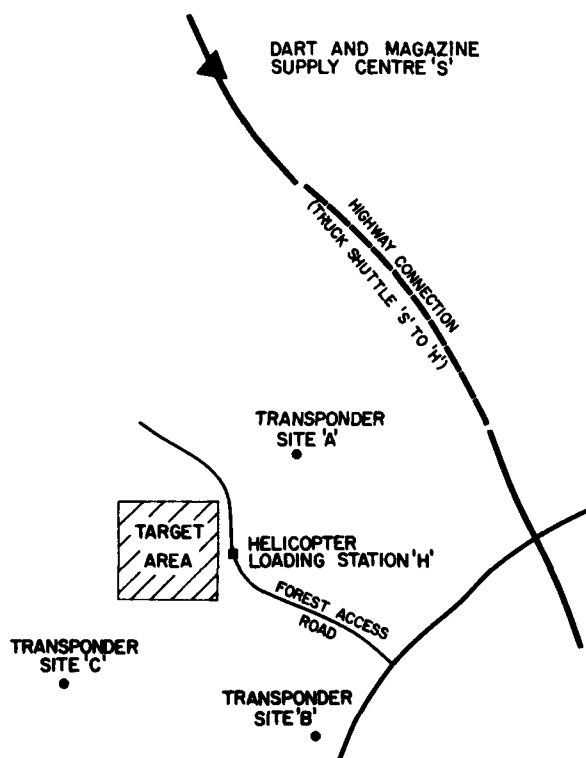 DART AND MAGAZINE
SUPPLY CENTRE 'S'
HIGHWAY CONNECTION
(TRUCK SHUTTLE 'S' TO 'H')
TRANSPONDER
SITE 'A'
TARGET
AREA
HELICOPTER
LOADING STATION 'H'
FOREST ACCESS
ROAD
TRANSPONDER
SITE 'C'
TRANSPONDER
SITE 'B'